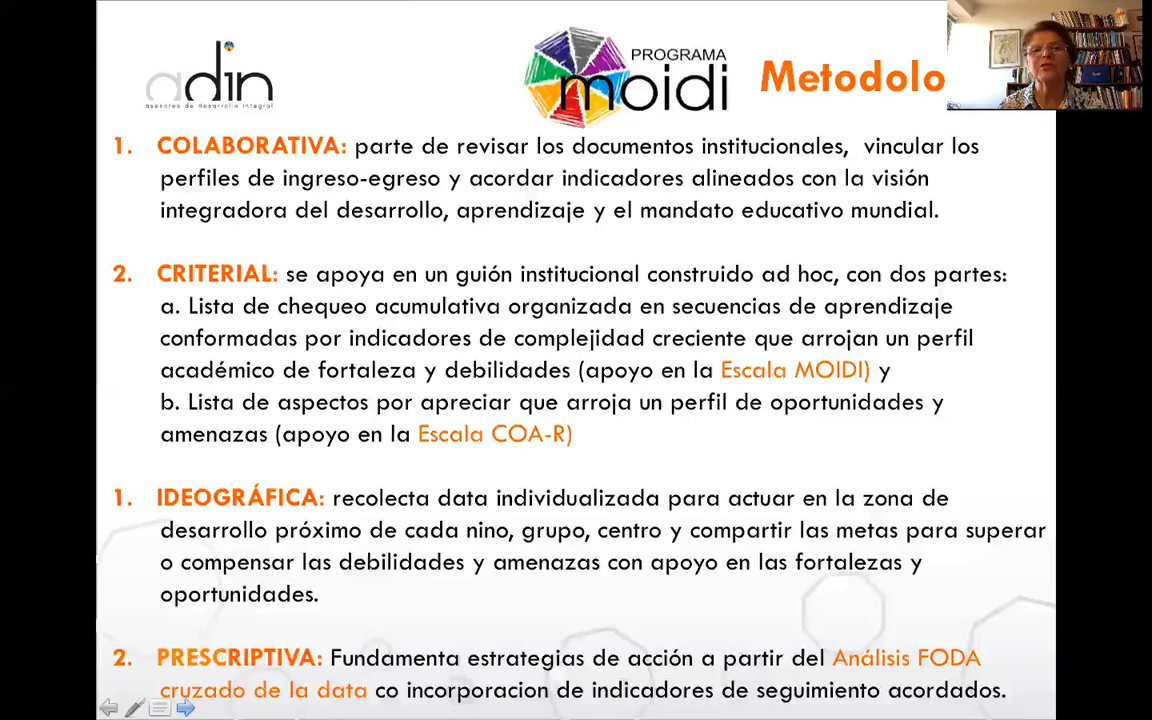 adin
asesores de desarrollo integral
PROGRAMA
moidi
Metodolo
1. COLABORATIVA: parte de revisar los documentos institucionales, vincular los
perfiles de ingreso-egreso y acordar indicadores alineados con la visión
integradora del desarrollo, aprendizaje y el mandato educativo mundial.
2. CRITERIAL: se apoya en un guión institucional construido ad hoc, con dos partes:
a. Lista de chequeo acumulativa organizada en secuencias de aprendizaje
conformadas por indicadores de complejidad creciente que arrojan un perfil
académico de fortaleza y debilidades (apoyo en la Escala MOIDI) y
b. Lista de aspectos por apreciar que arroja un perfil de oportunidades y
amenazas (apoyo en la Escala COA-R)
1. IDEOGRÁFICA: recolecta data individualizada para actuar en la zona de
desarrollo próximo de cada nino, grupo, centro y compartir las metas para superar
o compensar las debilidades y amenazas con apoyo en las fortalezas y
oportunidades.
2. PRESCRIPTIVA: Fundamenta estrategias de acción a partir del Análisis FODA
cruzado de la data co incorporacion de indicadores de seguimiento acordados.